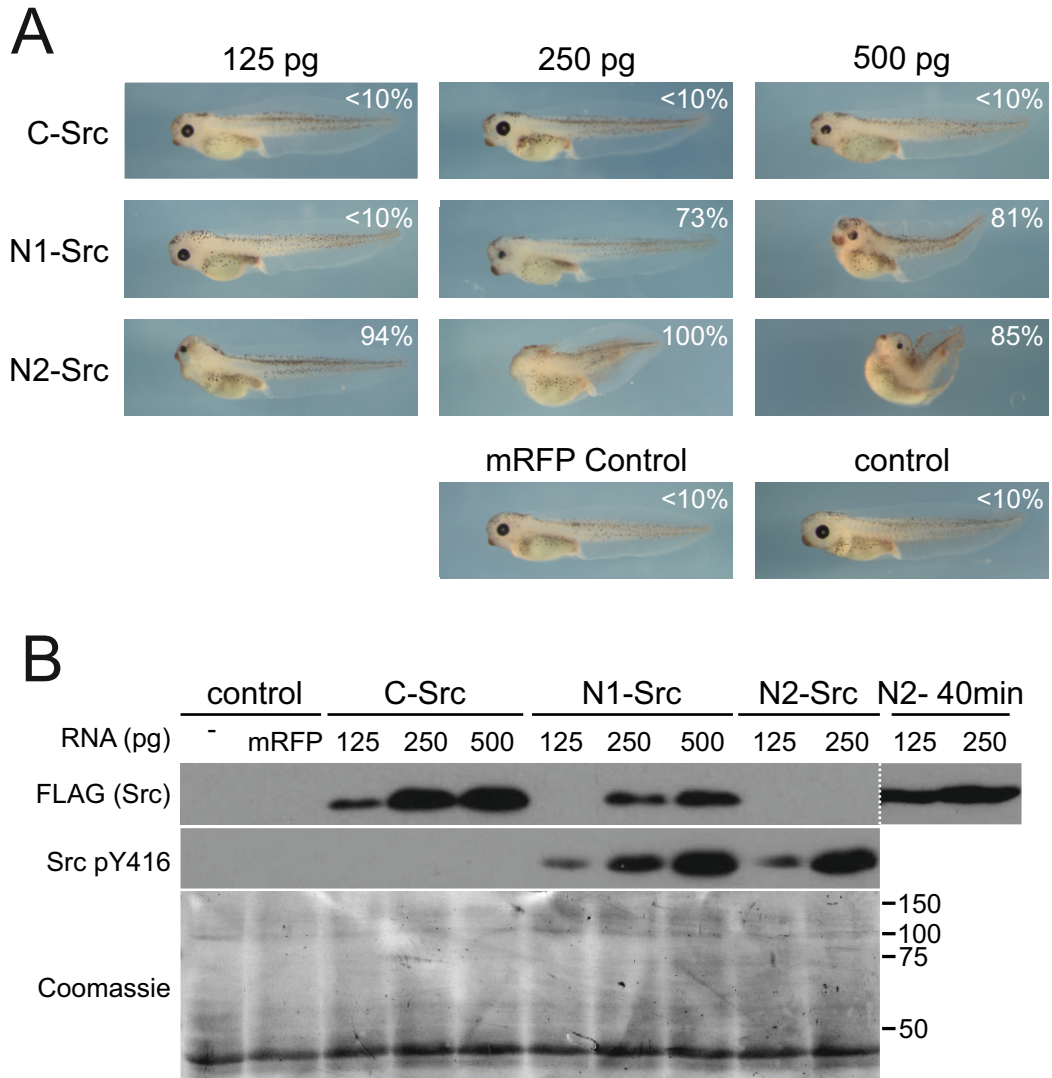 A
125 pg 250 pg 500 pg
C-Src <10% <10% <10%
N1-Src <10% 73% 81%
N2-Src 94% 100% 85%
mRFP Control control
<10% <10%
B
control C-Src N1-Src N2-Src N2- 40min
RNA (pg) - mRFP 125 250 500 125 250 500 125 250 125 250
FLAG (Src)
Src pY416
150
100
75
Coomassie
50